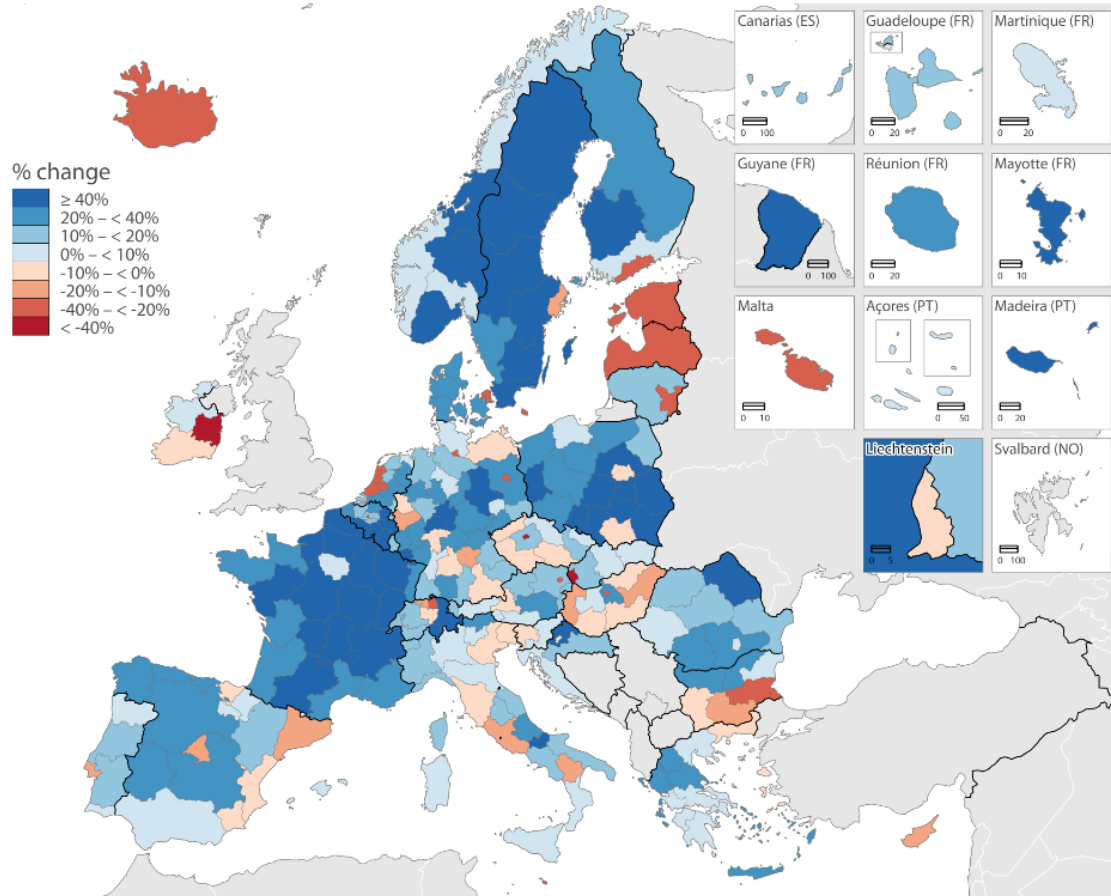 % change
≥ 40%
20% – < 40%
10% – < 20%
0% – < 10%
-10% – < 0%
-20% – < -10%
-40% – < -20%
< -40%
Canarias (ES)
0 100
Guadeloupe (FR)
0 20
Martinique (FR)
0 20
Guyane (FR)
0 100
Réunion (FR)
0 20
Mayotte (FR)
0 10
Malta
0 10
Açores (PT)
0 50
Madeira (PT)
0 20
Liechtenstein
0 5
Svalbard (NO)
0 100